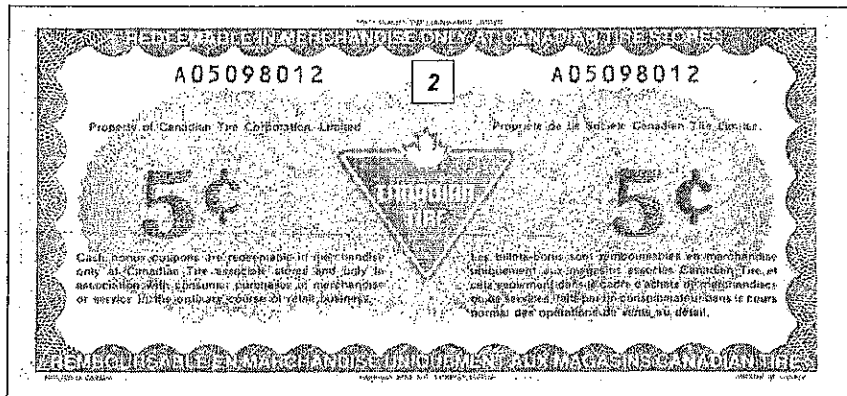 REDEEMABLE IN MERCHANDISE ONLY AT CANADIAN TIRE STORES
A05098012
2
A05098012
Property of Canadian Tire Corporation, Limited
Propriété de La Société Canadian Tire Limitée.
5¢
CANADIAN
TIRE
5¢
Cash bonus coupons are redeemable in merchandise
only at Canadian Tire associate stores and only in
association with consumer purchases of merchandise
or service in the ordinary course of retail business.
Les billets-bonus sont remboursables en marchandise
uniquement aux magasins associés Canadian Tire et
cela seulement dans le cadre d'achats de marchandises
ou de services faits par un consommateur dans le cours
normal des opérations de vente au détail.
REMBOURSABLE EN MARCHANDISE UNIQUEMENT AUX MAGASINS CANADIAN TIRE